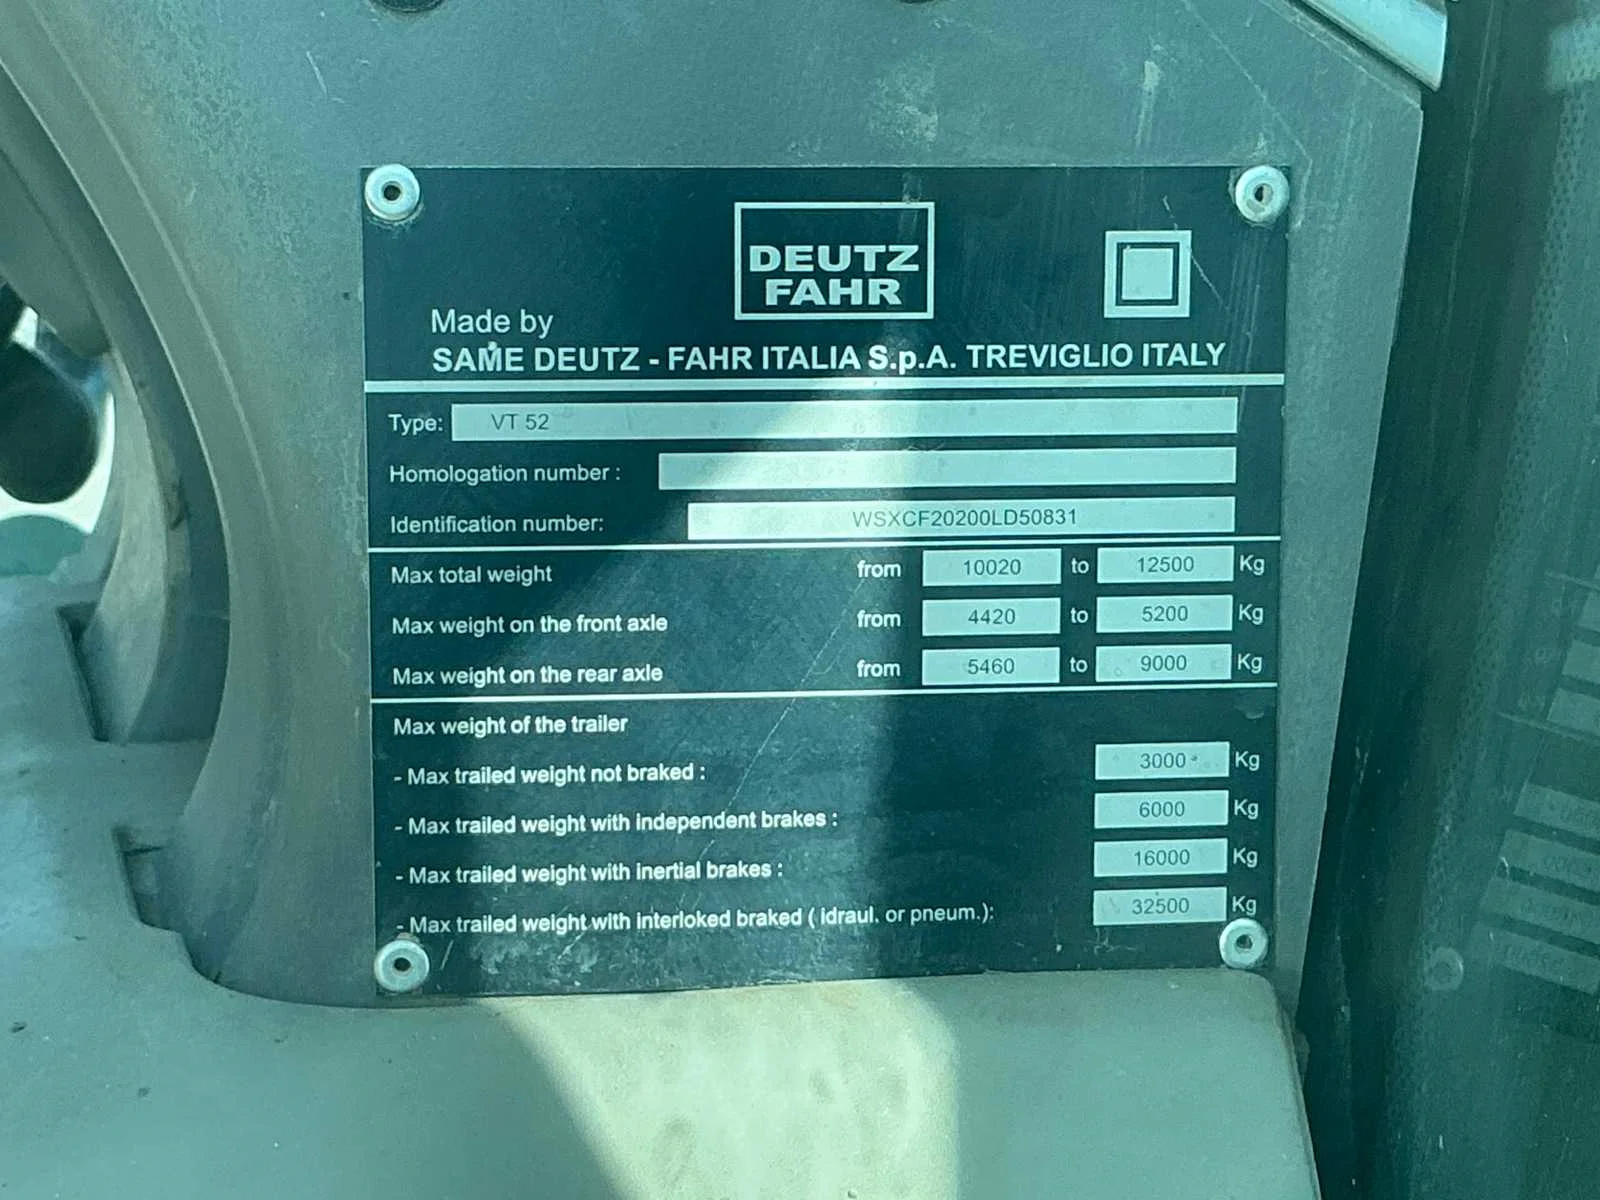 DEUTZ
FAHR
Made by
SAME DEUTZ - FAHR ITALIA S.p.A. TREVIGLIO ITALY
Type: VT 52
Homologation number :
Identification number: WSXCF20200LD50831
Max total weight from 10020 to 12500 Kg
Max weight on the front axle from 4420 to 5200 Kg
Max weight on the rear axle from 5460 to 9000 Kg
Max weight of the trailer
- Max trailed weight not braked : 3000 Kg
- Max trailed weight with independent brakes : 6000 Kg
- Max trailed weight with inertial brakes : 16000 Kg
- Max trailed weight with interloked braked ( idraul. or pneum.): 32500 Kg